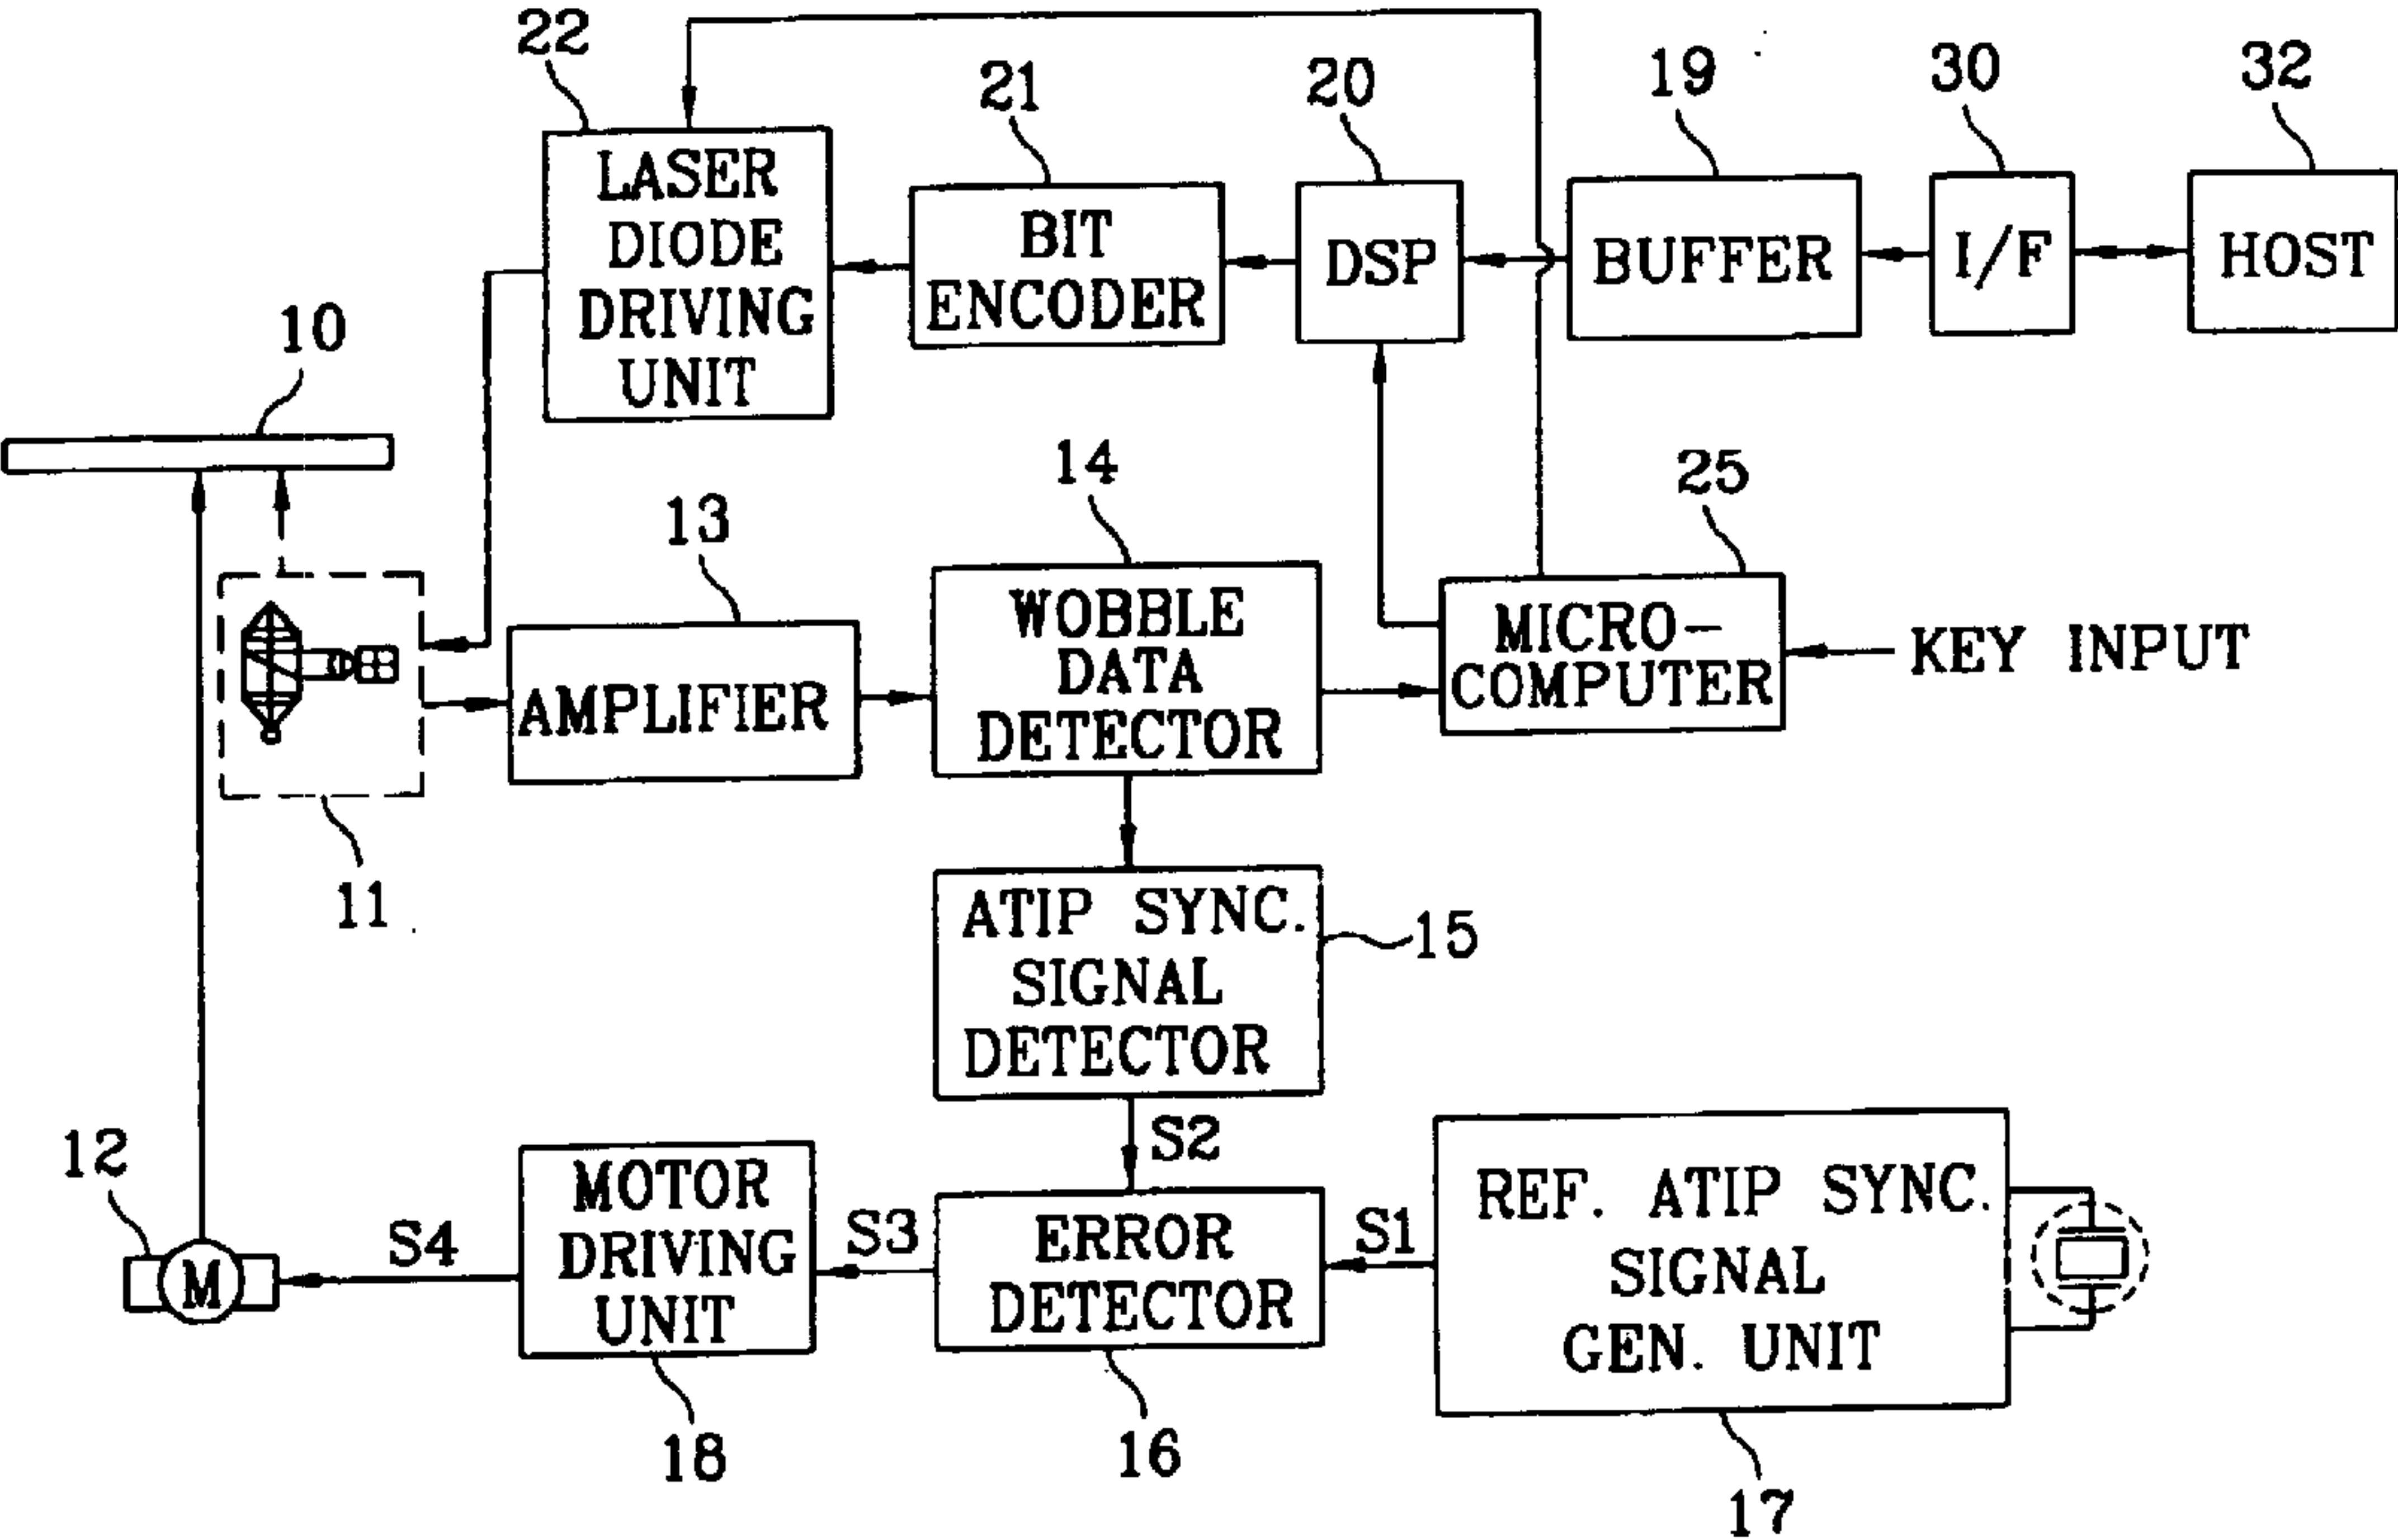 22
21
20
19
30
32
LASER
DIODE
DRIVING
UNIT
BIT
ENCODER
DSP
BUFFER
I/F
HOST
10
13
14
25
AMPLIFIER
WOBBLE
DATA
DETECTOR
MICRO-
COMPUTER
KEY INPUT
11
ATIP SYNC.
SIGNAL
DETECTOR
15
S2
12
M
S4
MOTOR
DRIVING
UNIT
S3
ERROR
DETECTOR
S1
REF. ATIP SYNC.
SIGNAL
GEN. UNIT
18
16
17